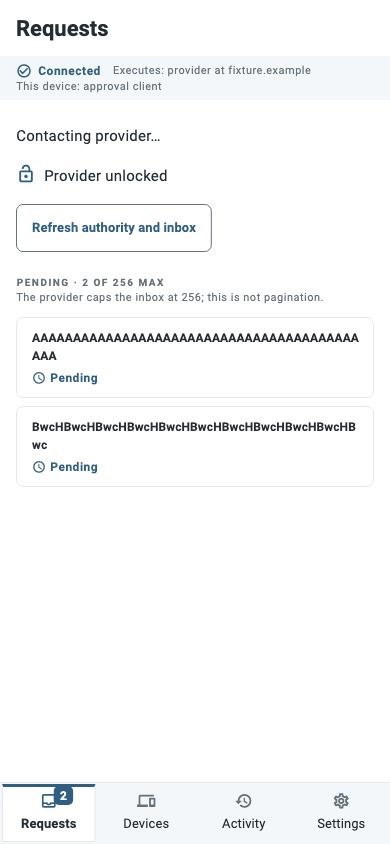 Requests
Connected Executes: provider at fixture.example
This device: approval client
Contacting provider…
Provider unlocked
Refresh authority and inbox
PENDING · 2 OF 256 MAX
The provider caps the inbox at 256; this is not pagination.
AAAAAAAAAAAAAAAAAAAAAAAAAAAAAAAAAAAAAAAA
AAA
Pending
BwcHBwcHBwcHBwcHBwcHBwcHBwcHBwcHBwcHBwcHB
wc
Pending
2
Requests Devices Activity Settings